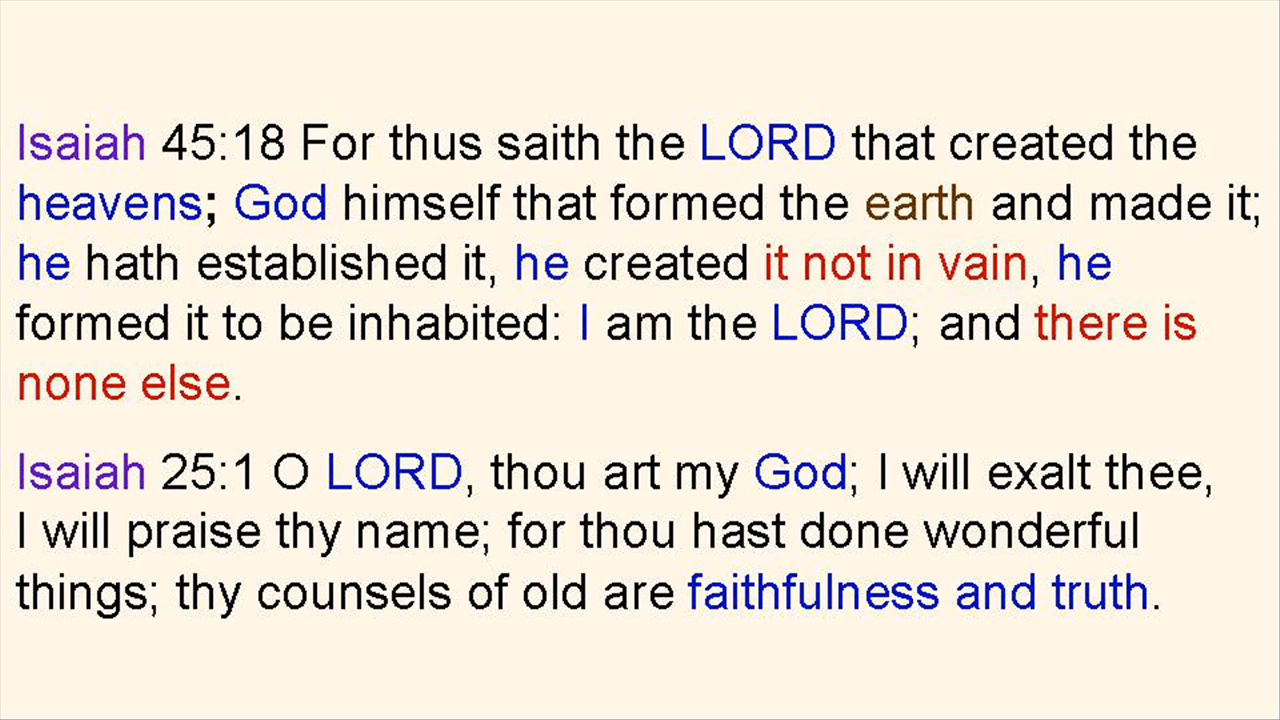 Isaiah 45:18 For thus saith the LORD that created the
heavens; God himself that formed the earth and made it;
he hath established it, he created it not in vain, he
formed it to be inhabited: I am the LORD; and there is
none else.
Isaiah 25:1 O LORD, thou art my God; I will exalt thee,
I will praise thy name; for thou hast done wonderful
things; thy counsels of old are faithfulness and truth.